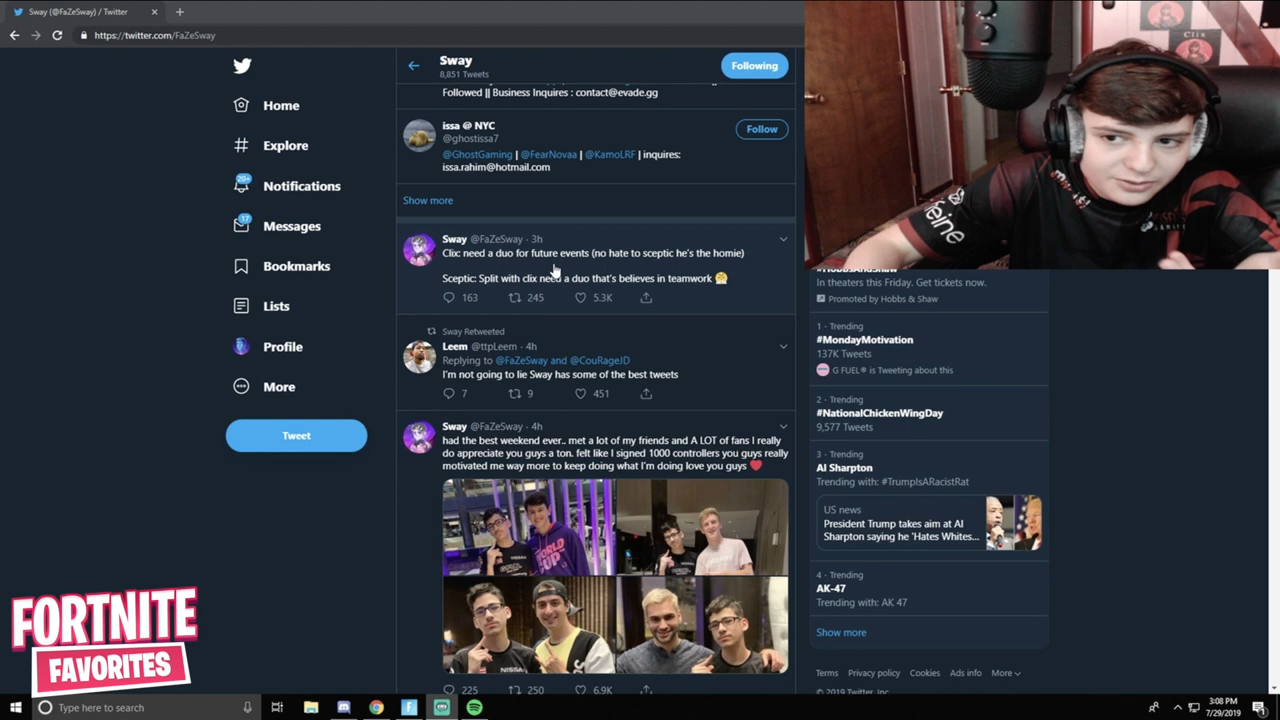 Sway (@FaZeSway) / Twitter
https://twitter.com/FaZeSway
Home
Explore
20+
Notifications
17
Messages
Bookmarks
Lists
Profile
More
Tweet
Sway
8,851 Tweets
Following
Followed || Business Inquires : contact@evade.gg
issa @ NYC
@ghostissa7
Follow
@GhostGaming | @FearNovaa | @KamoLRF | inquires:
issa.rahim@hotmail.com
Show more
Sway @FaZeSway · 3h
Clix: need a duo for future events (no hate to sceptic he's the homie)
Sceptic: Split with clix need a duo that's believes in teamwork
163 245 5.3K
Sway Retweeted
Leem @ttpLeem · 4h
Replying to @FaZeSway and @CouRageJD
I'm not going to lie Sway has some of the best tweets
7 9 451
Sway @FaZeSway · 4h
had the best weekend ever.. met a lot of my friends and A LOT of fans I really
do appreciate you guys a ton. felt like I signed 1000 controllers you guys really
motivated me way more to keep doing what I'm doing love you guys
225 250 6.9K
Clix
In theaters this Friday. Get tickets now.
Promoted by Hobbs & Shaw
1 · Trending
#MondayMotivation
137K Tweets
G FUEL® is Tweeting about this
2 · Trending
#NationalChickenWingDay
9,577 Tweets
3 · Trending
Al Sharpton
Trending with: #TrumpIsARacistRat
US news
President Trump takes aim at Al
Sharpton saying he 'Hates Whites...
4 · Trending
AK-47
Trending with: AK 47
Show more
Terms Privacy policy Cookies Ads info More
© 2019 Twitter, Inc.
FORTNITE
FAVORITES
Type here to search
3:08 PM
7/29/2019